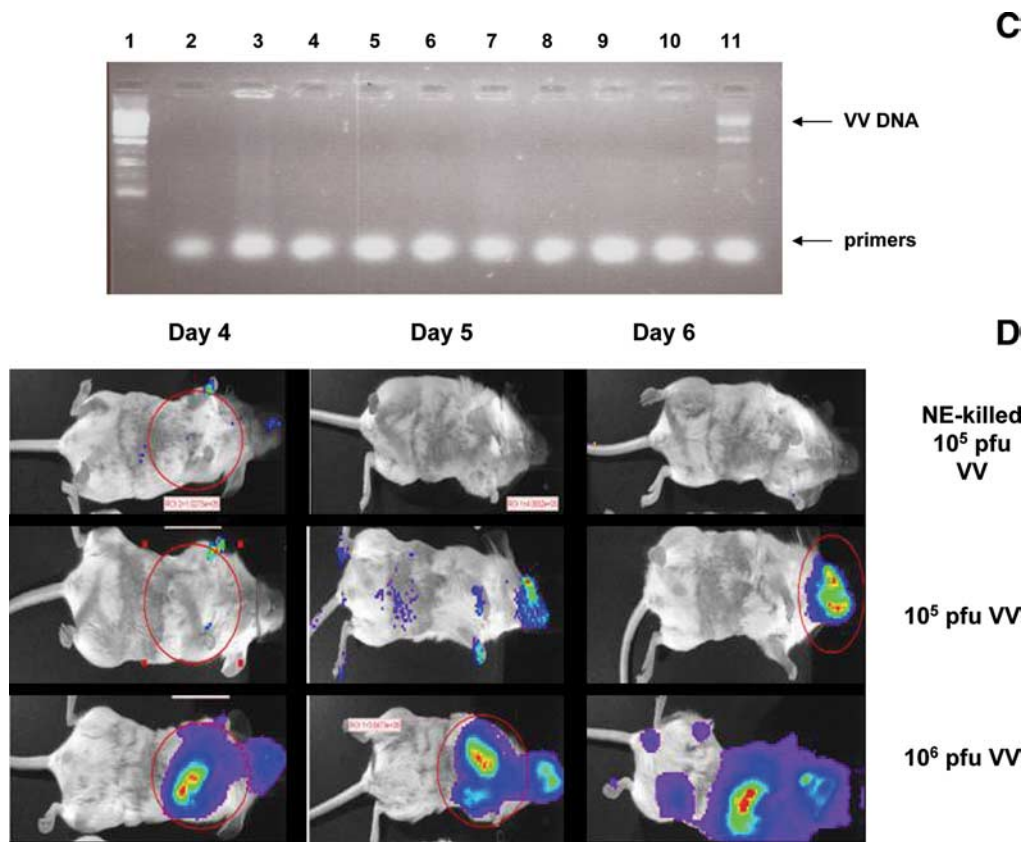 C
1 2 3 4 5 6 7 8 9 10 11
VV DNA
primers
D
Day 4 Day 5 Day 6
NE-killed
10⁵ pfu
VV
10⁵ pfu VV
10⁶ pfu VV